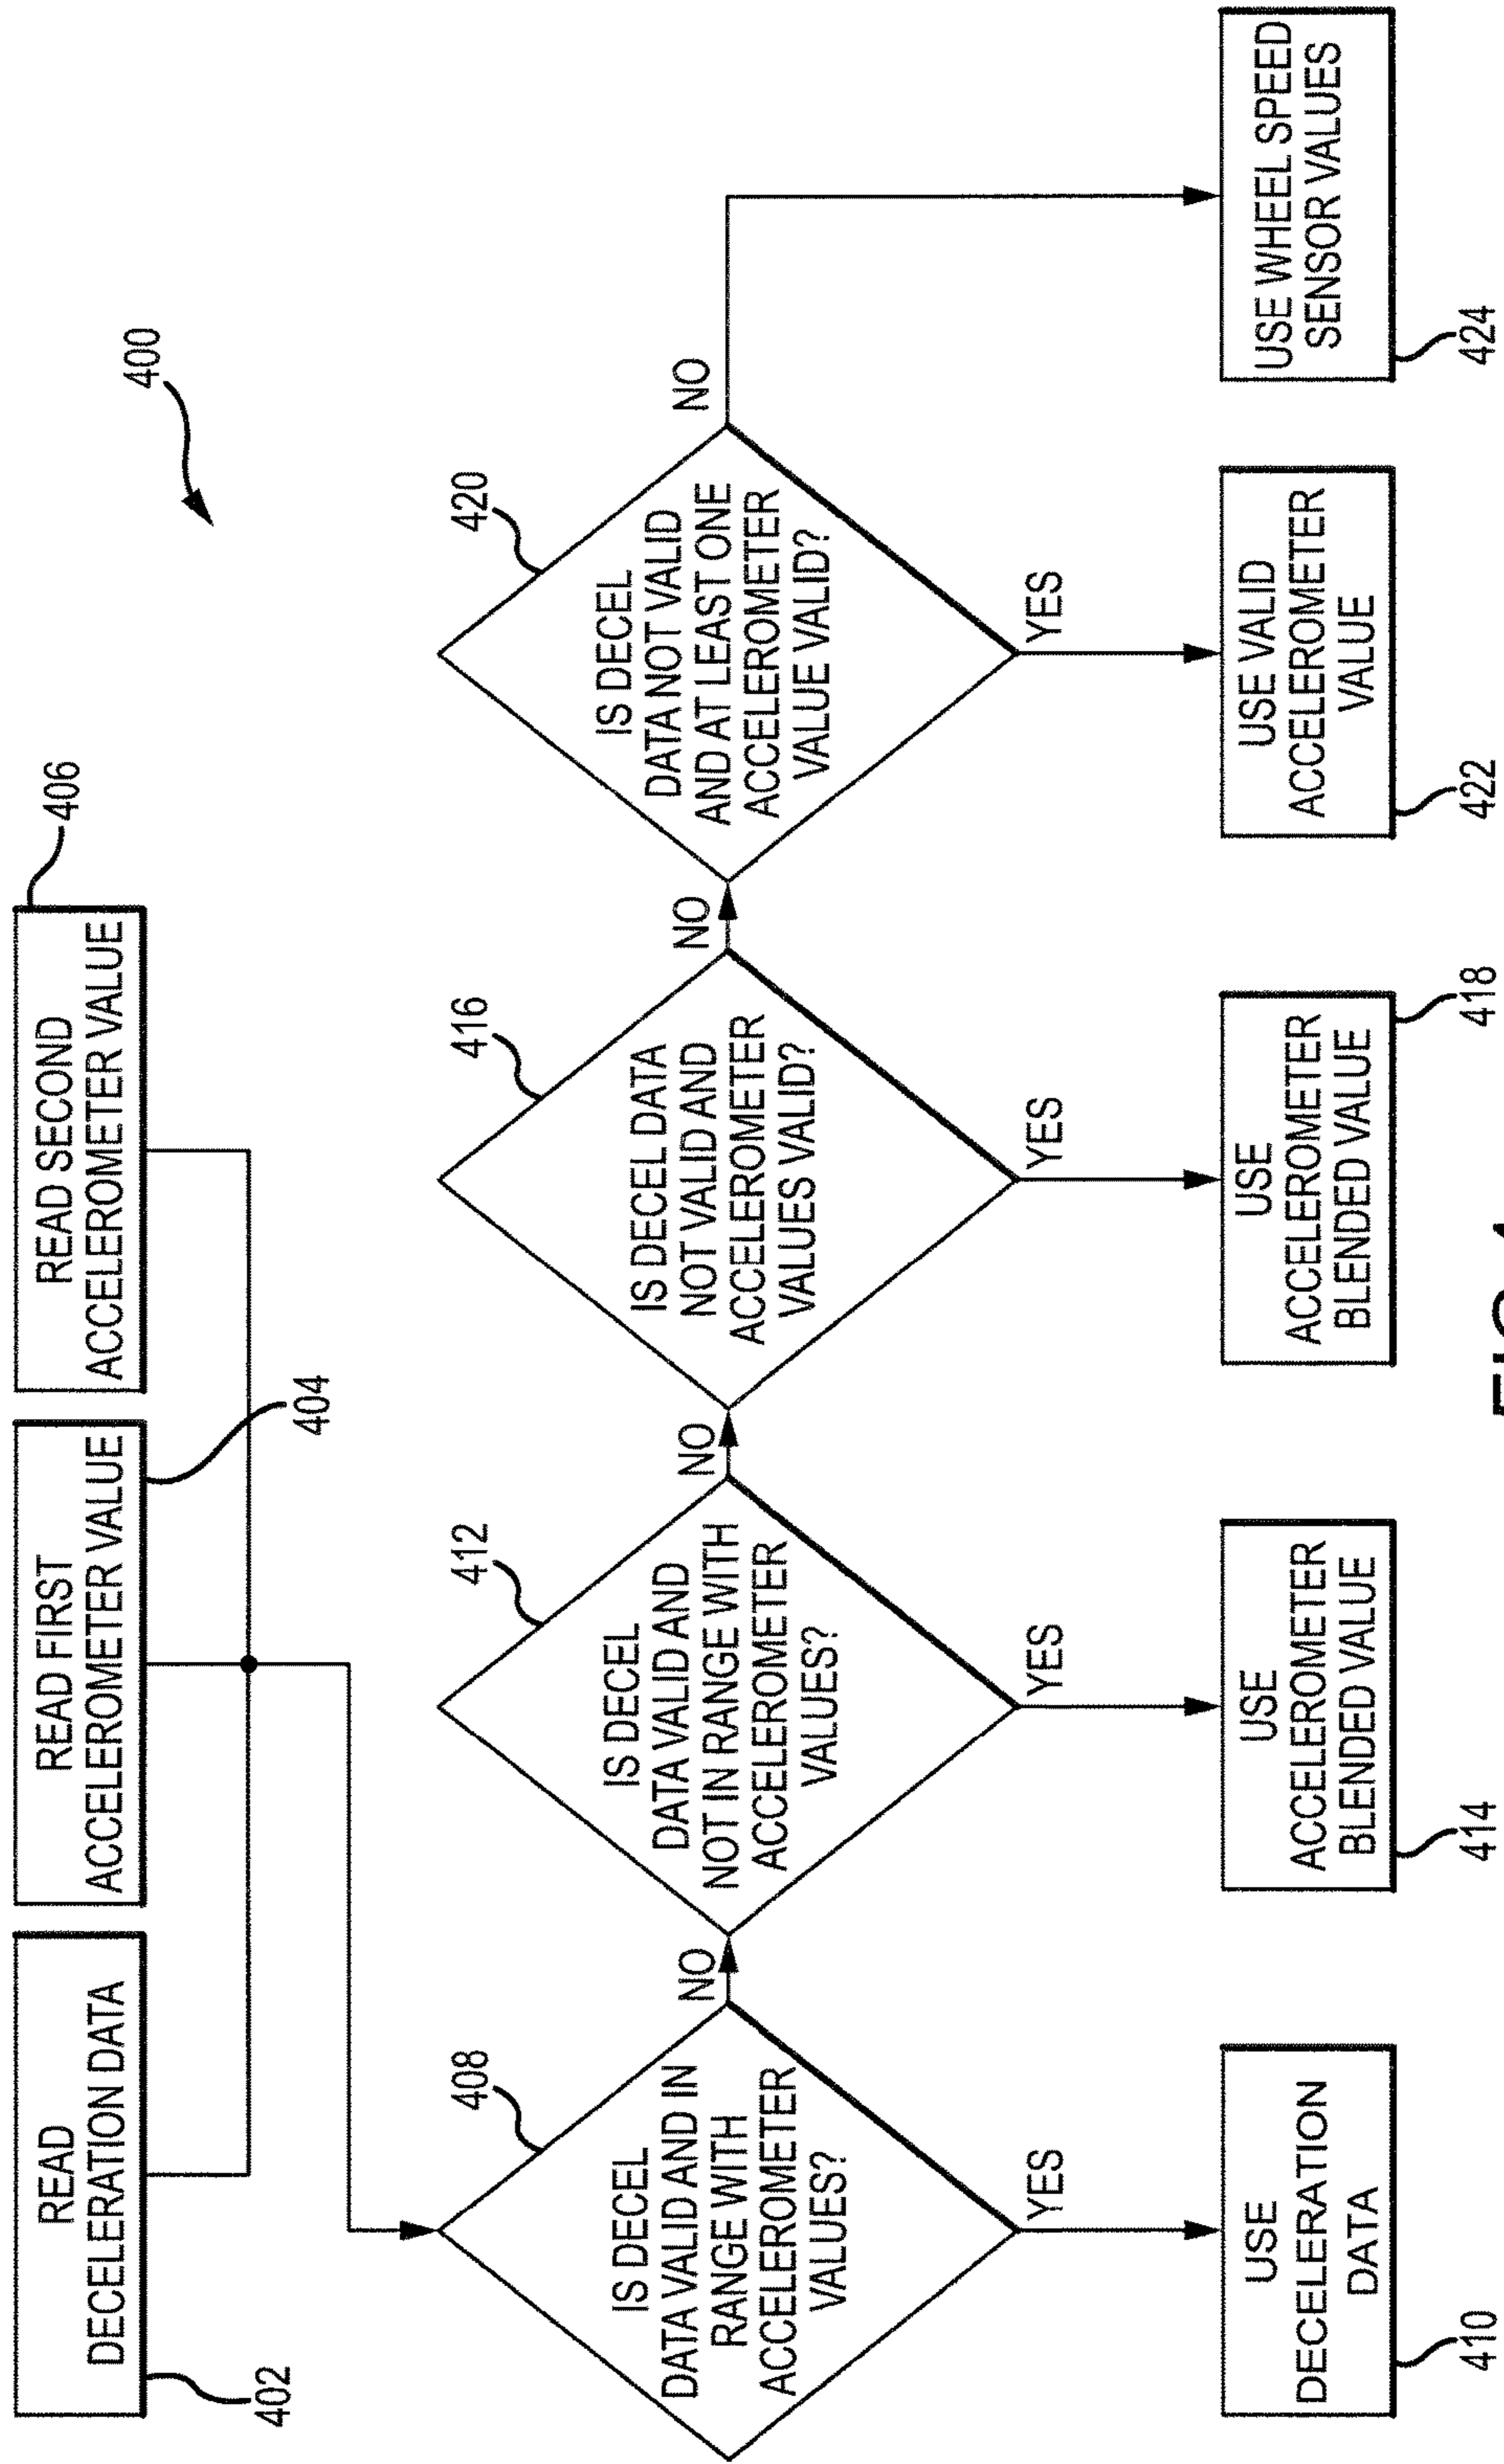 400
READ
DECELERATION DATA
402
READ FIRST
ACCELEROMETER VALUE
404
READ SECOND
ACCELEROMETER VALUE
406
408
IS DECEL
DATA VALID AND IN
RANGE WITH
ACCELEROMETER
VALUES?
NO
YES
412
IS DECEL
DATA VALID AND
NOT IN RANGE WITH
ACCELEROMETER
VALUES?
NO
YES
416
IS DECEL DATA
NOT VALID AND
ACCELEROMETER
VALUES VALID?
NO
YES
420
IS DECEL
DATA NOT VALID
AND AT LEAST ONE
ACCELEROMETER
VALUE VALID?
NO
YES
USE
DECELERATION
DATA
410
USE
ACCELEROMETER
BLENDED VALUE
414
USE
ACCELEROMETER
BLENDED VALUE
418
USE VALID
ACCELEROMETER
VALUE
422
USE WHEEL SPEED
SENSOR VALUES
424